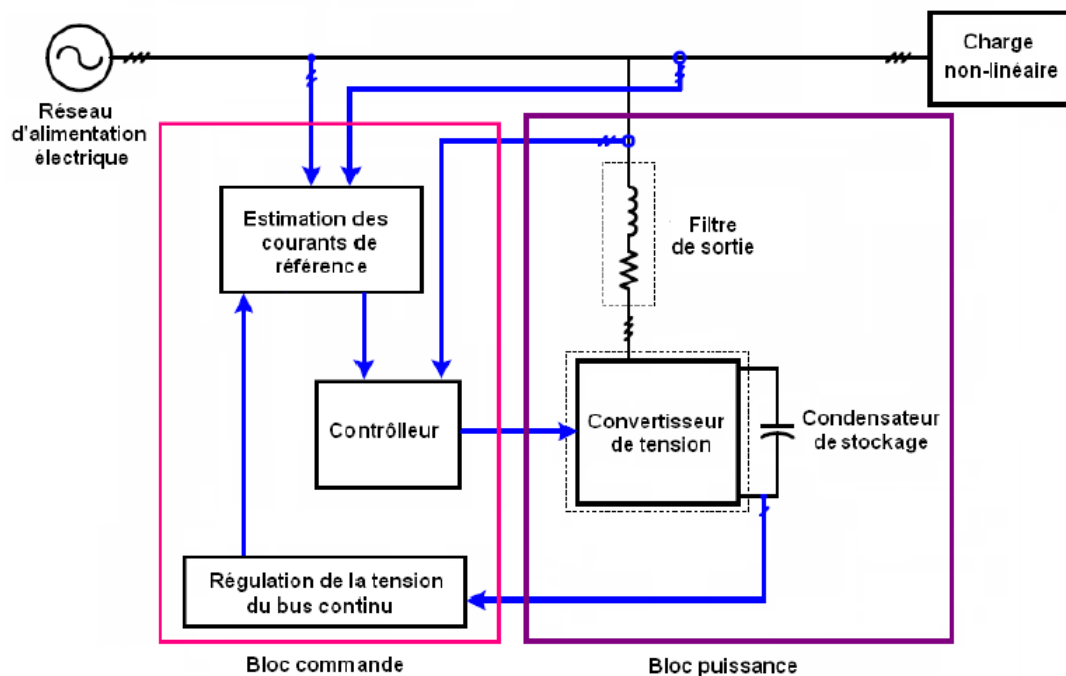 Charge
non-linéaire
Réseau
d'alimentation
électrique
Estimation des
courants de
référence
Filtre
de sortie
Contrôlleur
Convertisseur
de tension
Condensateur
de stockage
Régulation de la tension
du bus continu
Bloc commande
Bloc puissance